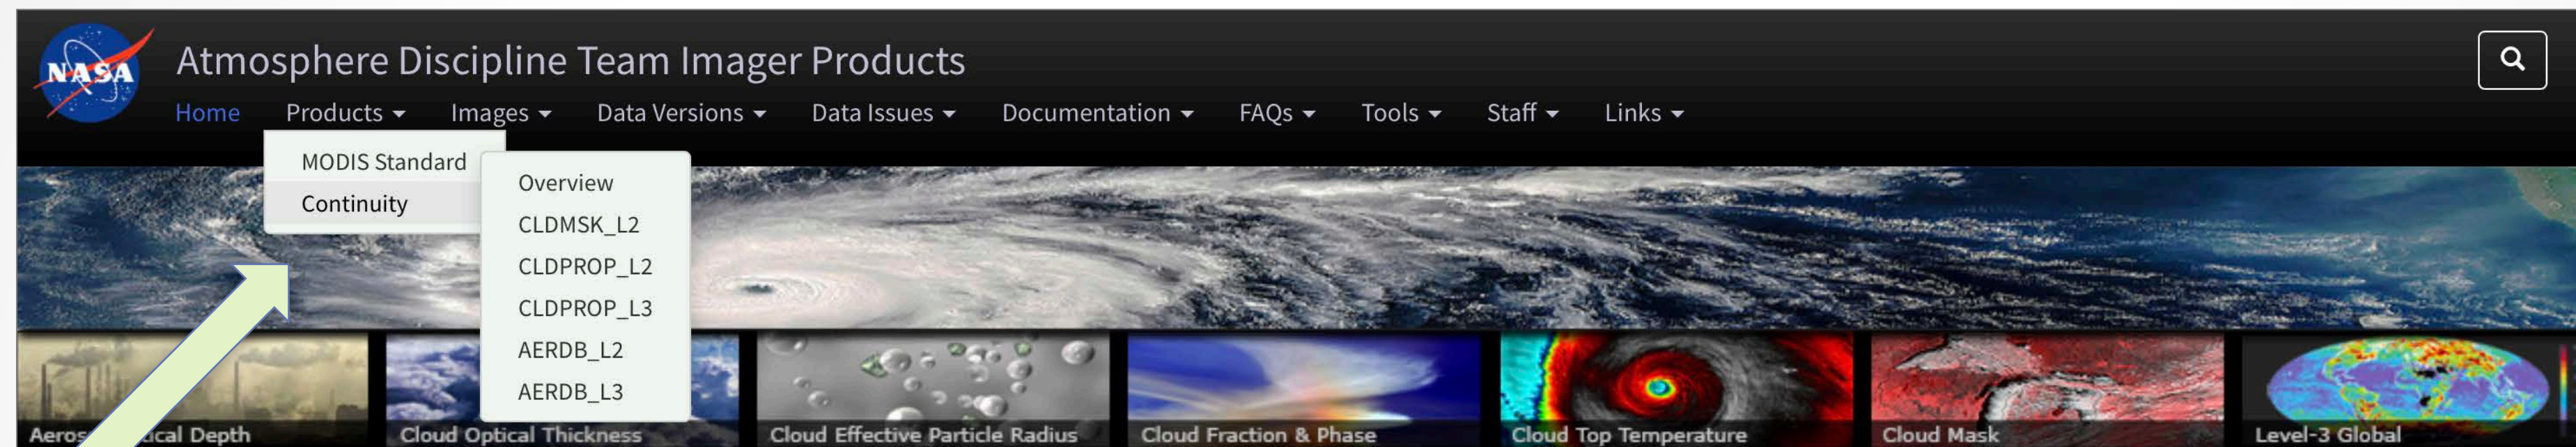 NASA
Atmosphere Discipline Team Imager Products
Home Products Images Data Versions Data Issues Documentation FAQs Tools Staff Links
MODIS Standard
Continuity
Overview
CLDMSK_L2
CLDPROP_L2
CLDPROP_L3
AERDB_L2
AERDB_L3
Depth
Cloud Optical Thickness
Cloud Effective Particle Radius
Cloud Fraction & Phase
Cloud Top Temperature
Cloud Mask
Level-3 Global